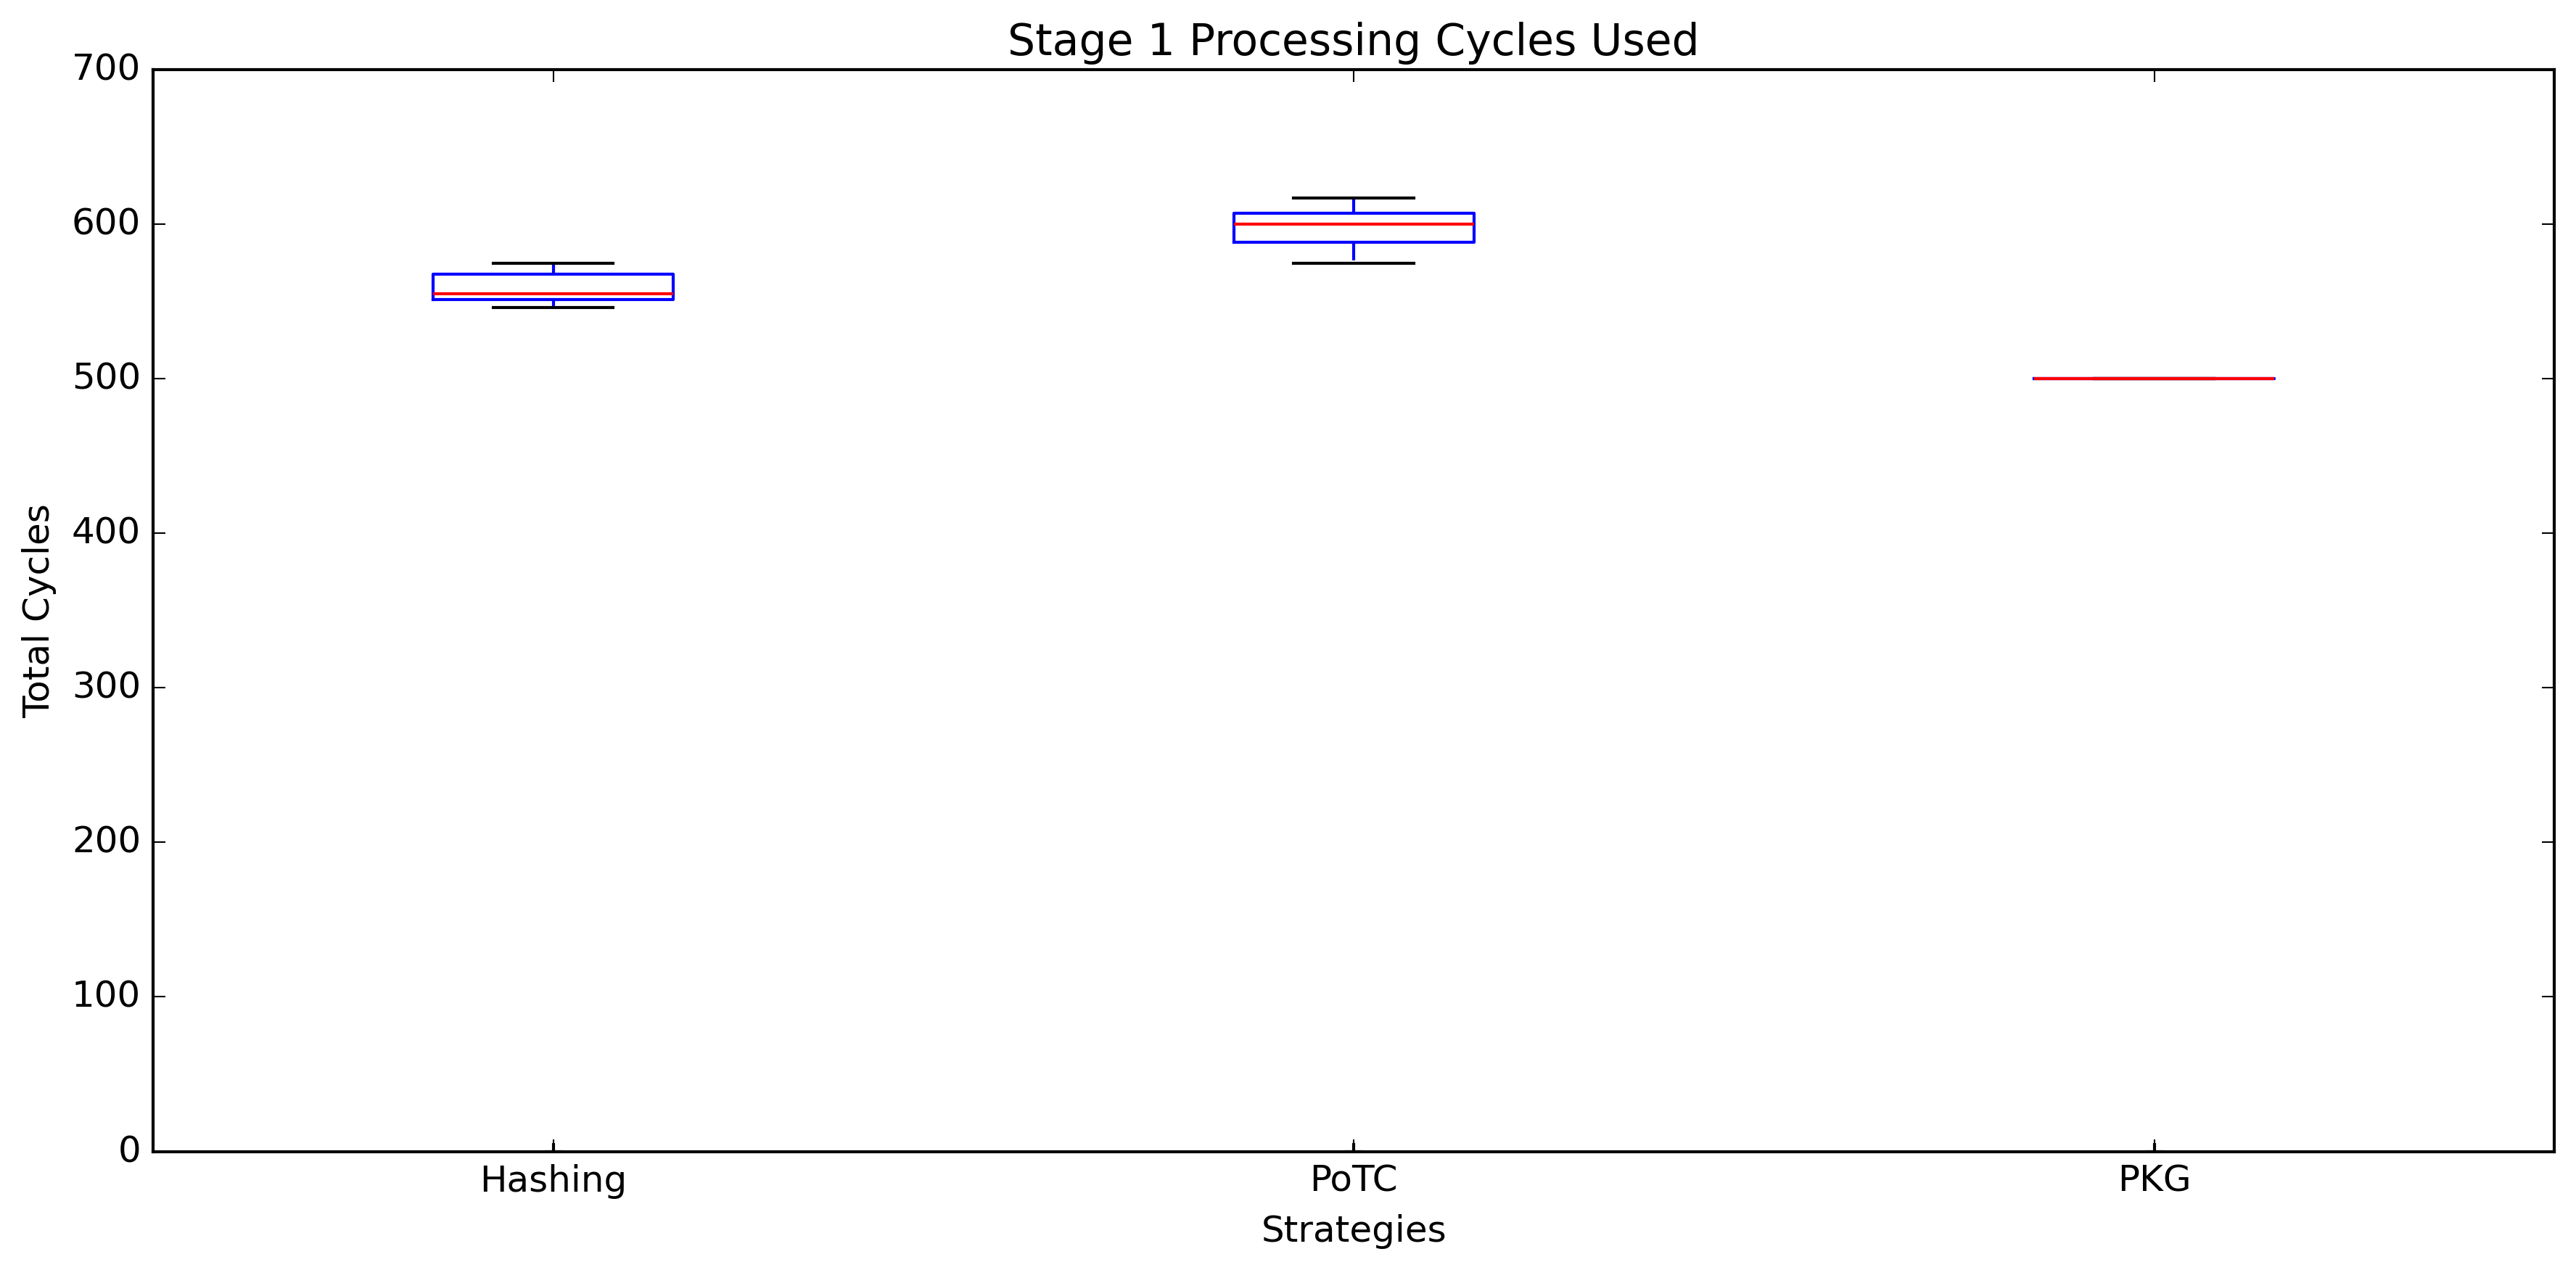 Stage 1 Processing Cycles Used
700
600
500
400
300
200
100
0
Total Cycles
Hashing PoTC PKG
Strategies